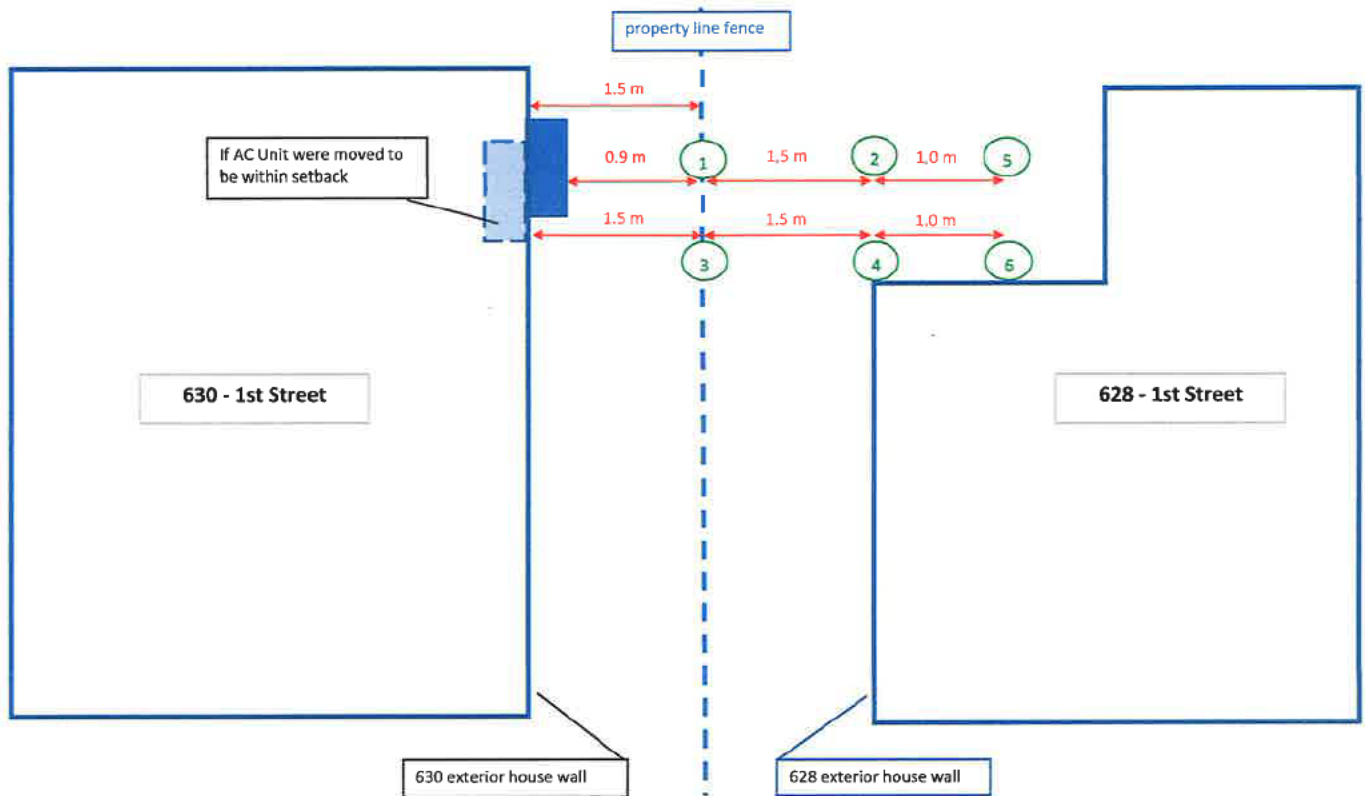 property line fence
1.5 m
If AC Unit were moved to
be within setback
0.9 m
1
1,5 m
2
1,0 m
5
1.5 m
1.5 m
1,0 m
3
4
6
630 - 1st Street
628 - 1st Street
630 exterior house wall
628 exterior house wall